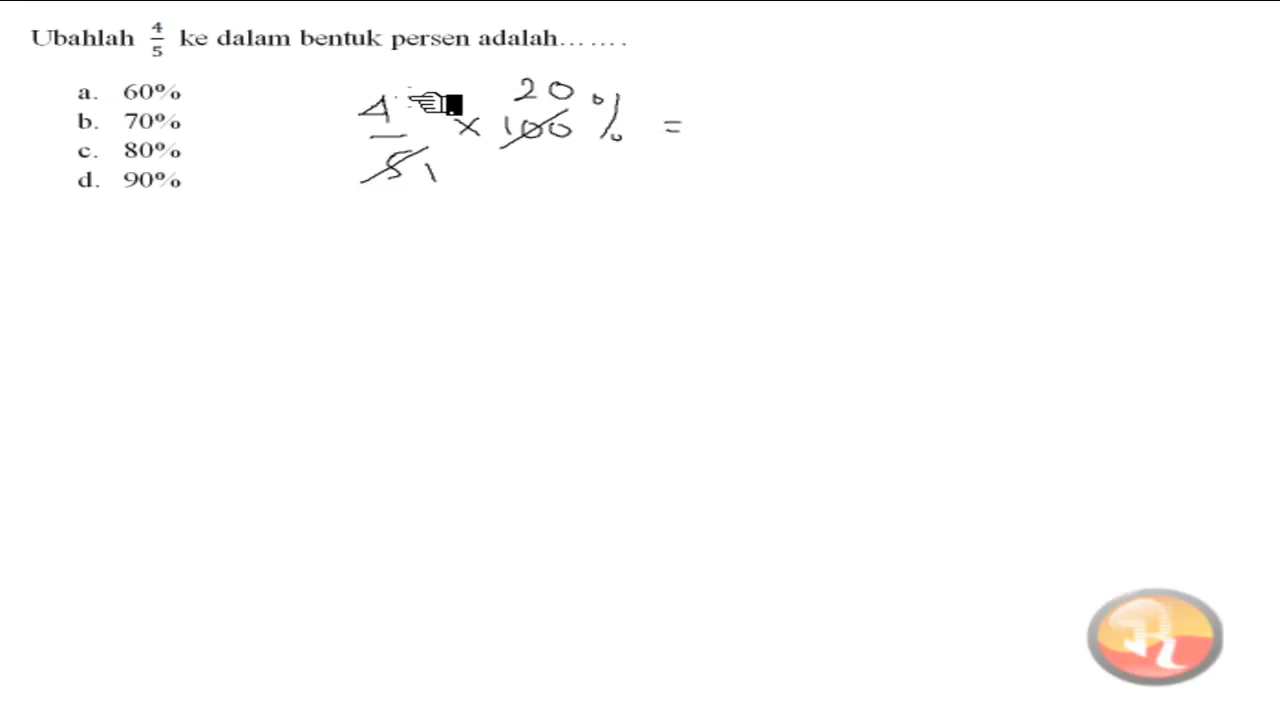 Ubahlah 4/5 ke dalam bentuk persen adalah.......
a. 60%
b. 70%
c. 80%
d. 90%
4/5 1 × 100 20 % =